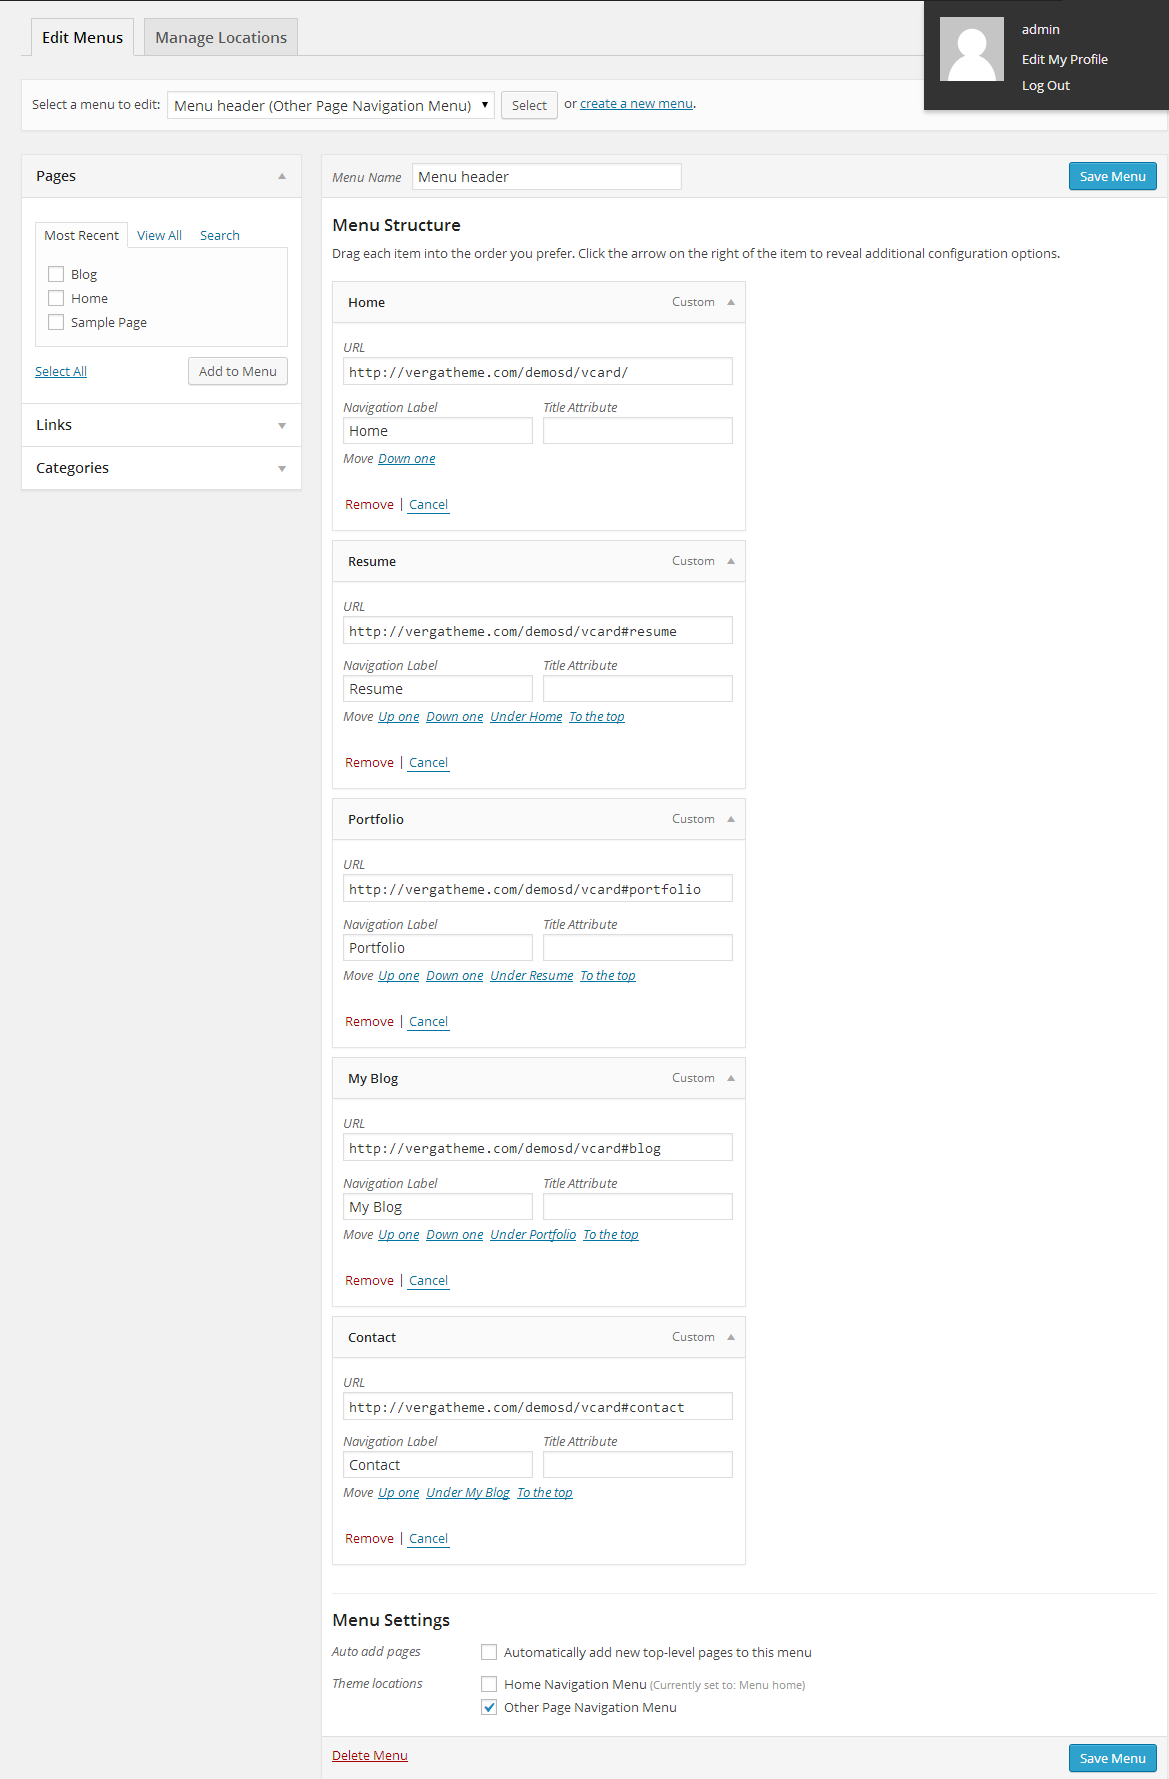 Edit Menus Manage Locations
admin
Edit My Profile
Log Out
Select a menu to edit: Menu header (Other Page Navigation Menu) Select or create a new menu.
Pages
Most Recent View All Search
Blog
Home
Sample Page
Select All Add to Menu
Links
Categories
Menu Name Menu header Save Menu
Menu Structure
Drag each item into the order you prefer. Click the arrow on the right of the item to reveal additional configuration options.
Home Custom
URL
http://vergatheme.com/demosd/vcard/
Navigation Label Title Attribute
Home
Move Down one
Remove | Cancel
Resume Custom
URL
http://vergatheme.com/demosd/vcard#resume
Navigation Label Title Attribute
Resume
Move Up one Down one Under Home To the top
Remove | Cancel
Portfolio Custom
URL
http://vergatheme.com/demosd/vcard#portfolio
Navigation Label Title Attribute
Portfolio
Move Up one Down one Under Resume To the top
Remove | Cancel
My Blog Custom
URL
http://vergatheme.com/demosd/vcard#blog
Navigation Label Title Attribute
My Blog
Move Up one Down one Under Portfolio To the top
Remove | Cancel
Contact Custom
URL
http://vergatheme.com/demosd/vcard#contact
Navigation Label Title Attribute
Contact
Move Up one Under My Blog To the top
Remove | Cancel
Menu Settings
Auto add pages Automatically add new top-level pages to this menu
Theme locations Home Navigation Menu (Currently set to: Menu home)
Other Page Navigation Menu
Delete Menu Save Menu